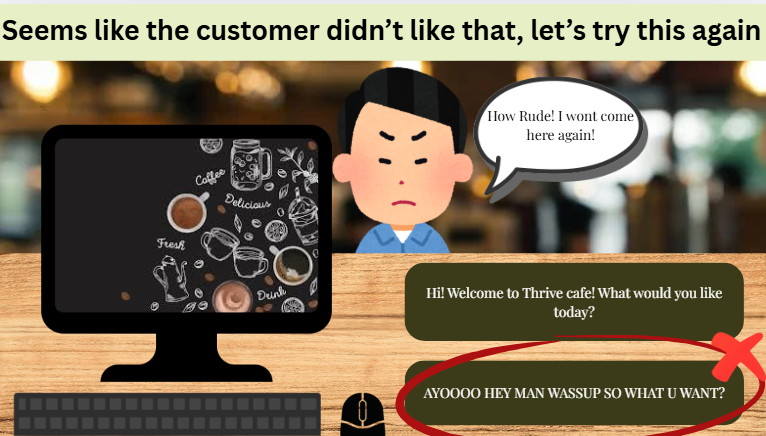 Seems like the customer didn’t like that, let’s try this again
How Rude! I wont come
here again!
Coffee
Delicious
Fresh
Drink
Hi! Welcome to Thrive cafe! What would you like
today?
AYOOOO HEY MAN WASSUP SO WHAT U WANT?